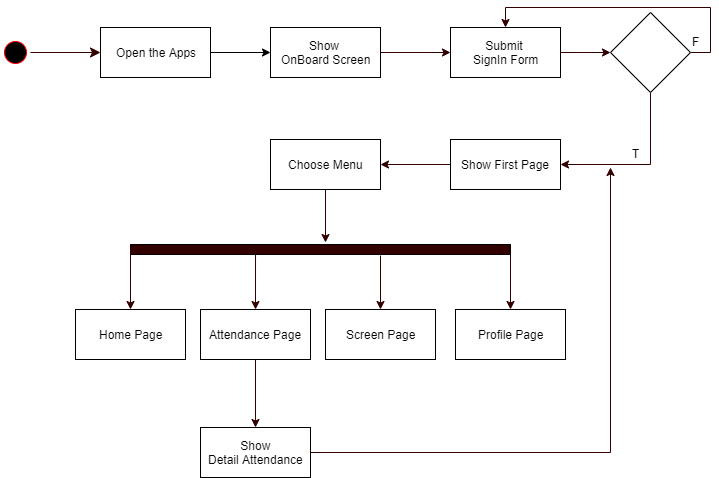 Open the Apps
Show
OnBoard Screen
Submit
SignIn Form
F
Choose Menu
Show First Page
T
Home Page
Attendance Page
Screen Page
Profile Page
Show
Detail Attendance